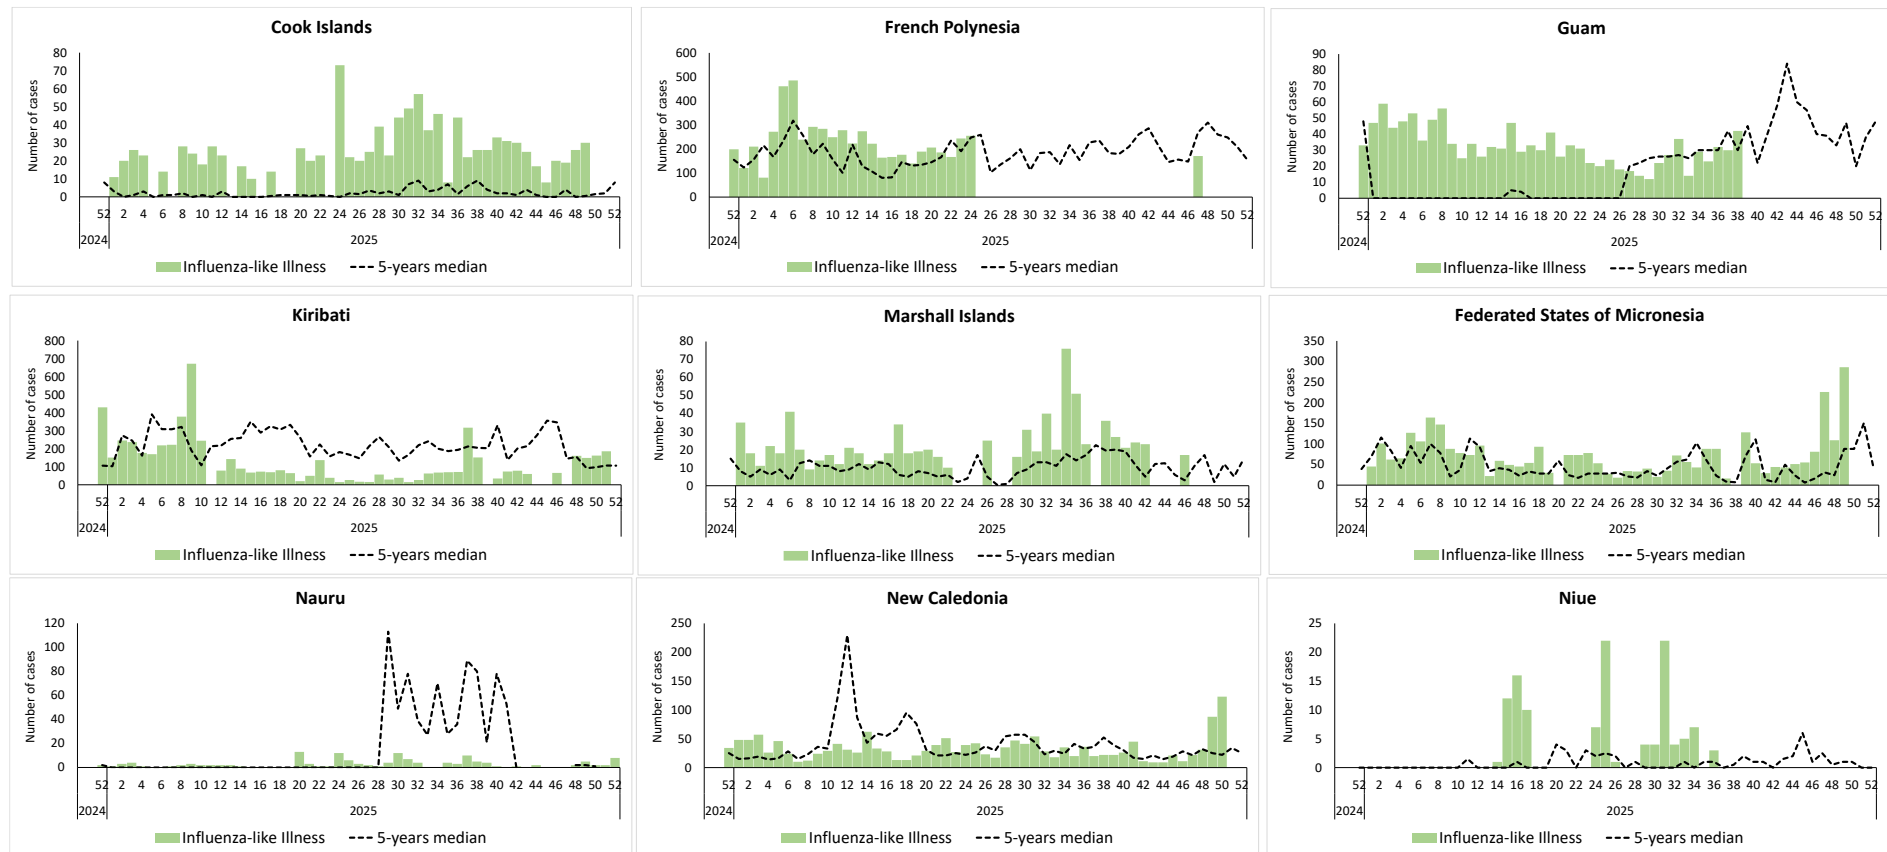 Cook Islands
Number of cases
80
70
60
50
40
30
20
10
0
52 2 4 6 8 10 12 14 16 18 20 22 24 26 28 30 32 34 36 38 40 42 44 46 48 50 52
2024 2025
Influenza-like Illness 5-years median
French Polynesia
Number of cases
600
500
400
300
200
100
0
52 2 4 6 8 10 12 14 16 18 20 22 24 26 28 30 32 34 36 38 40 42 44 46 48 50 52
2024 2025
Influenza-like Illness 5-years median
Guam
Number of cases
90
80
70
60
50
40
30
20
10
0
52 2 4 6 8 10 12 14 16 18 20 22 24 26 28 30 32 34 36 38 40 42 44 46 48 50 52
2024 2025
Influenza-like Illness 5-years median
Kiribati
Number of cases
800
700
600
500
400
300
200
100
0
52 2 4 6 8 10 12 14 16 18 20 22 24 26 28 30 32 34 36 38 40 42 44 46 48 50 52
2024 2025
Influenza-like Illness 5-years median
Marshall Islands
Number of cases
80
70
60
50
40
30
20
10
0
52 2 4 6 8 10 12 14 16 18 20 22 24 26 28 30 32 34 36 38 40 42 44 46 48 50 52
2024 2025
Influenza-like Illness 5-years median
Federated States of Micronesia
Number of cases
350
300
250
200
150
100
50
0
52 2 4 6 8 10 12 14 16 18 20 22 24 26 28 30 32 34 36 38 40 42 44 46 48 50 52
2024 2025
Influenza-like Illness 5-years median
Nauru
Number of cases
120
100
80
60
40
20
0
52 2 4 6 8 10 12 14 16 18 20 22 24 26 28 30 32 34 36 38 40 42 44 46 48 50 52
2024 2025
Influenza-like Illness 5-years median
New Caledonia
Number of cases
250
200
150
100
50
0
52 2 4 6 8 10 12 14 16 18 20 22 24 26 28 30 32 34 36 38 40 42 44 46 48 50 52
2024 2025
Influenza-like Illness 5-years median
Niue
Number of cases
25
20
15
10
5
0
52 2 4 6 8 10 12 14 16 18 20 22 24 26 28 30 32 34 36 38 40 42 44 46 48 50 52
2024 2025
Influenza-like Illness 5-years median